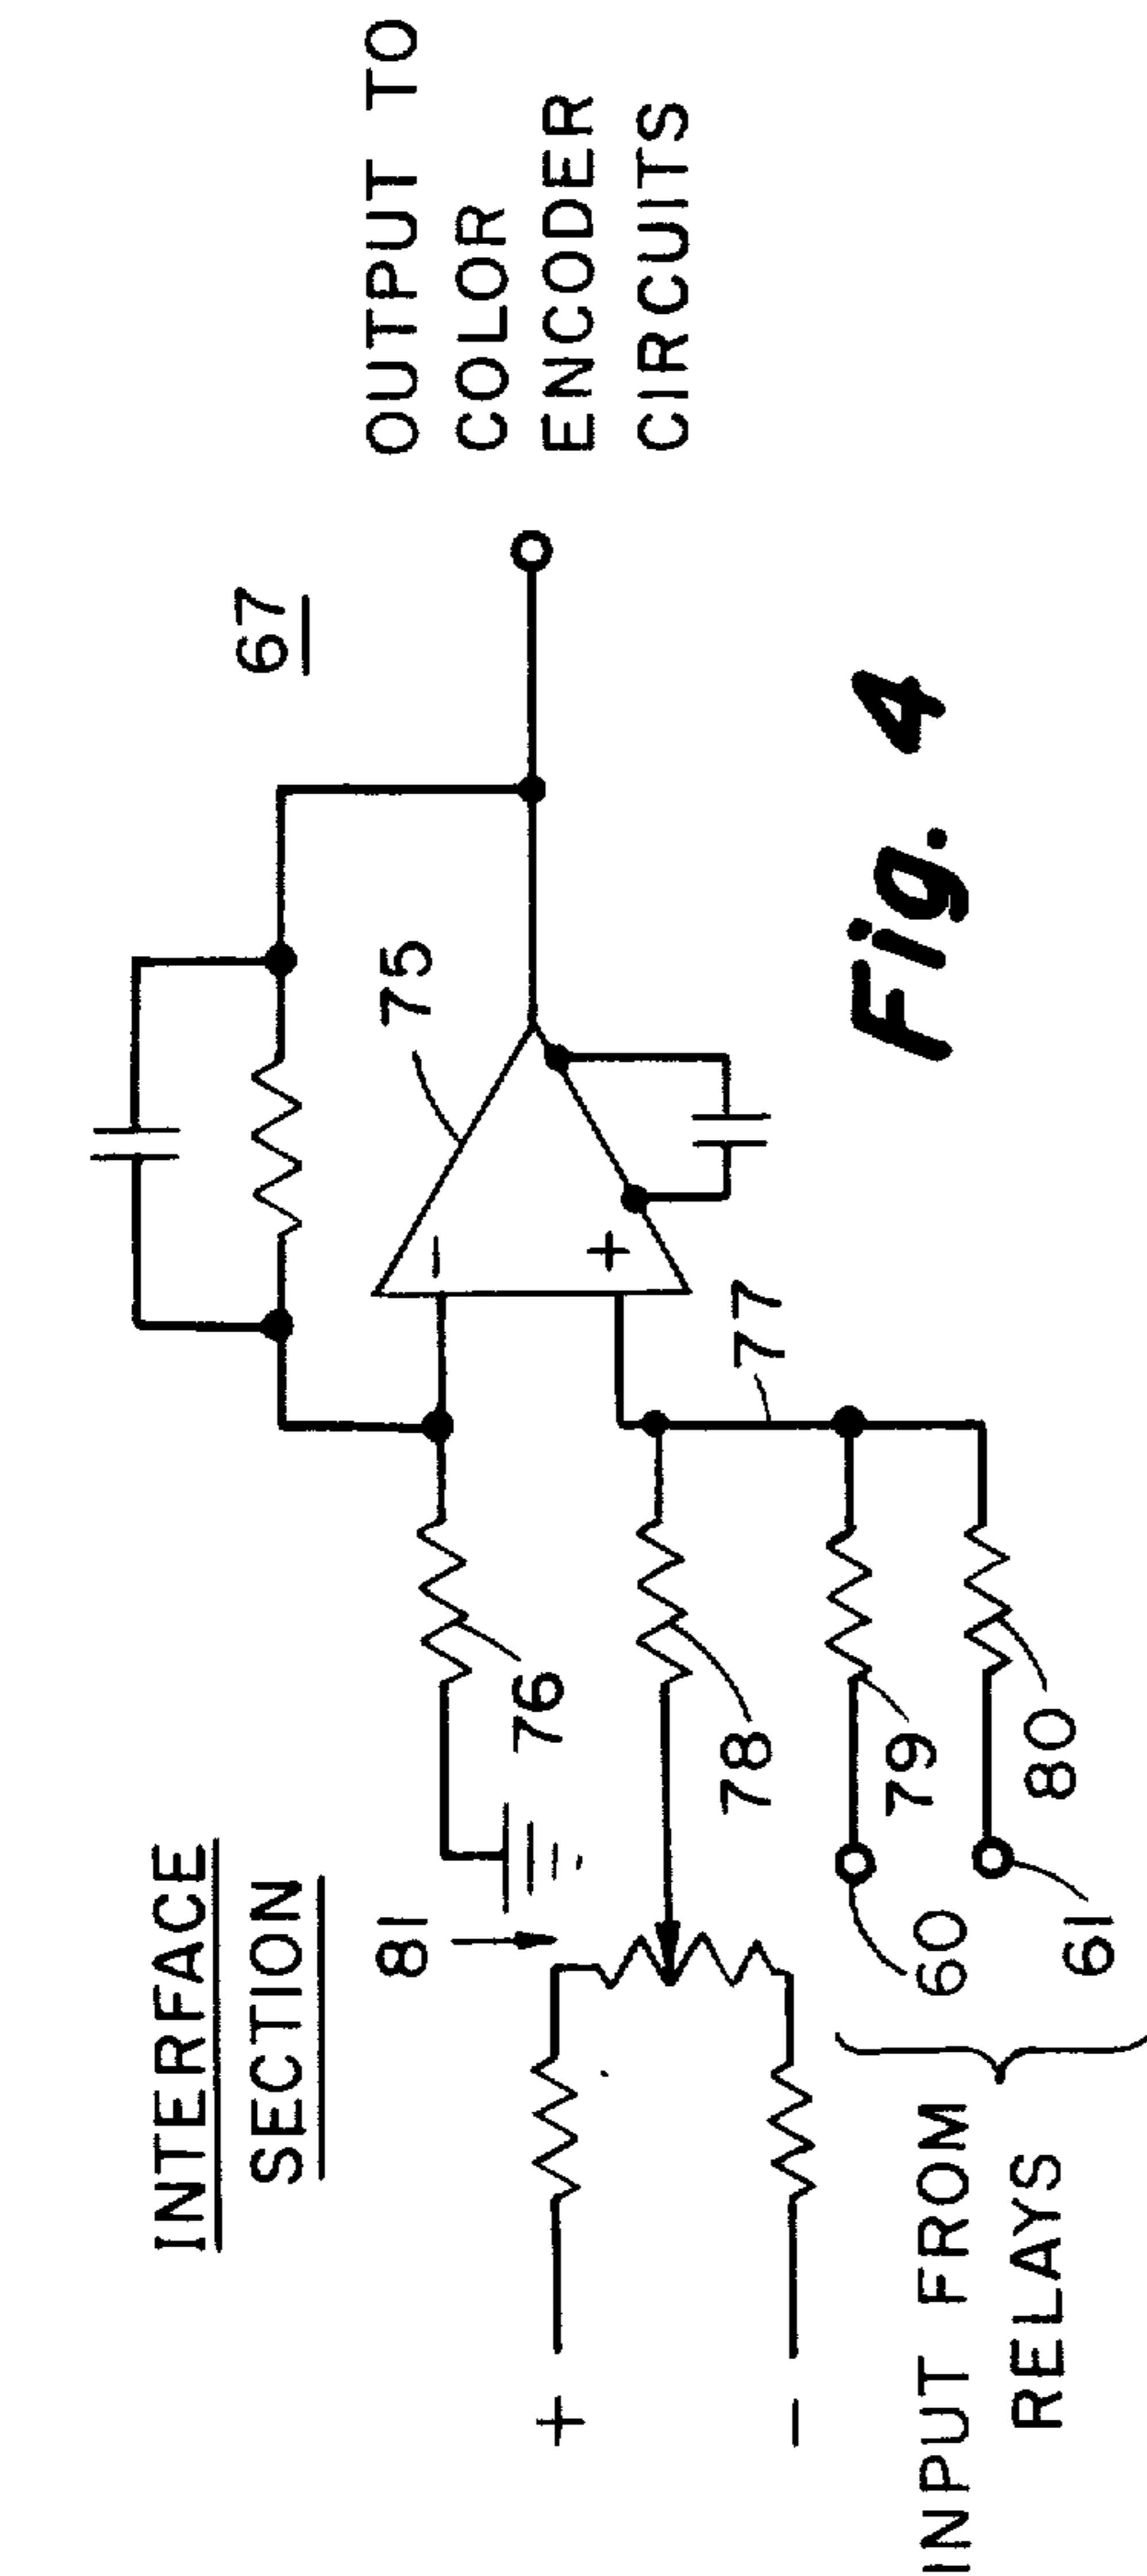 INTERFACE
SECTION
67
OUTPUT TO
COLOR
ENCODER
CIRCUITS
81
76
75
−
+
+
−
78
77
79
80
60
61
INPUT FROM
RELAYS
Fig. 4